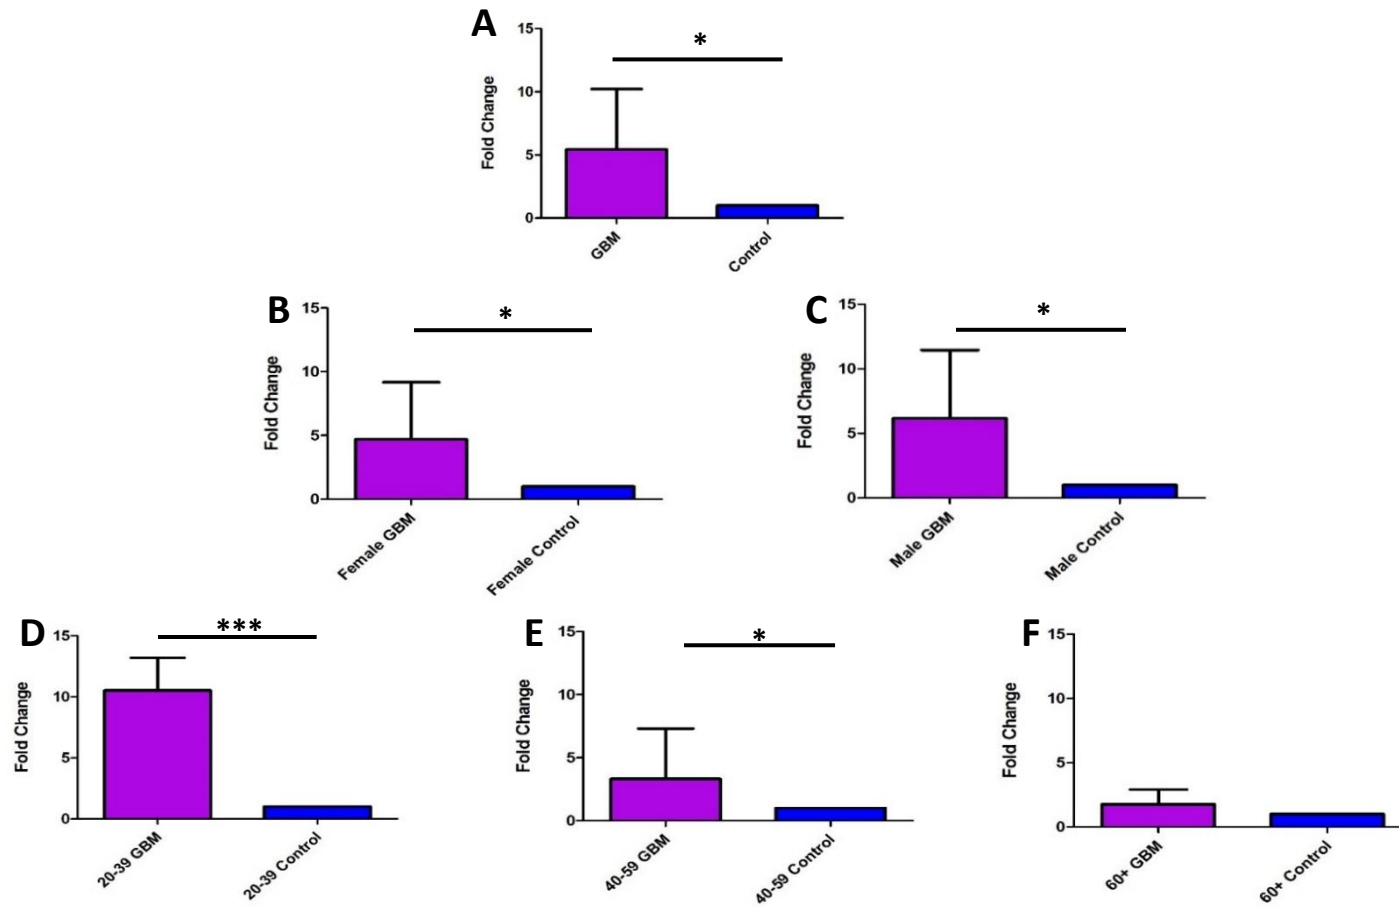 A
15
*
10
Fold Change
5
0
GBM
Control
B
15
*
10
Fold Change
5
0
Female GBM
Female Control
C
15
*
10
Fold Change
5
0
Male GBM
Male Control
D
15
***
10
Fold Change
5
0
20-39 GBM
20-39 Control
E
15
*
10
Fold Change
5
0
40-59 GBM
40-59 Control
F
15
10
Fold Change
5
0
60+ GBM
60+ Control